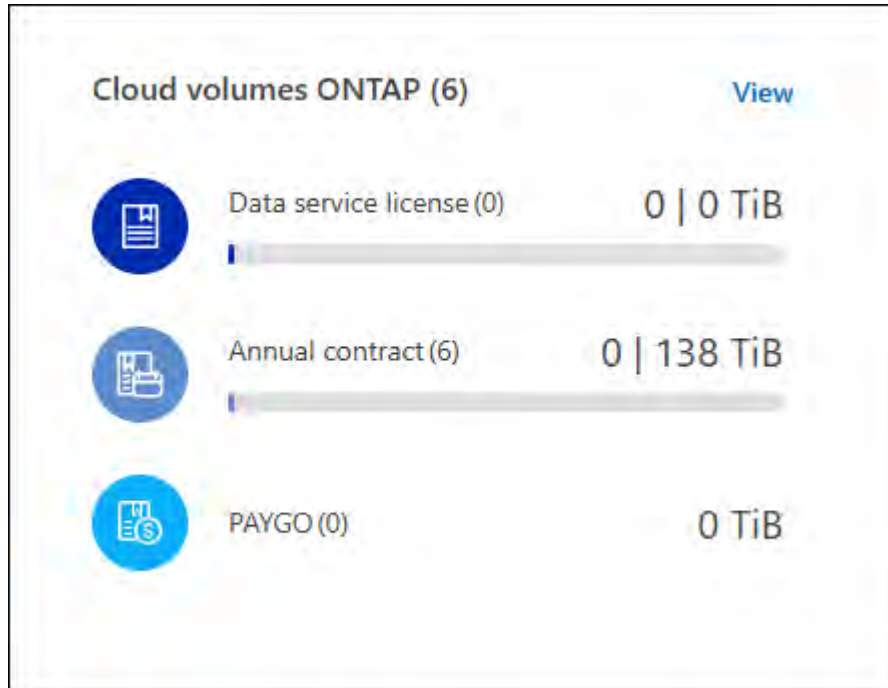 Cloud volumes ONTAP (6) View
Data service license (0) 0 | 0 TiB
Annual contract (6) 0 | 138 TiB
PAYGO (0) 0 TiB